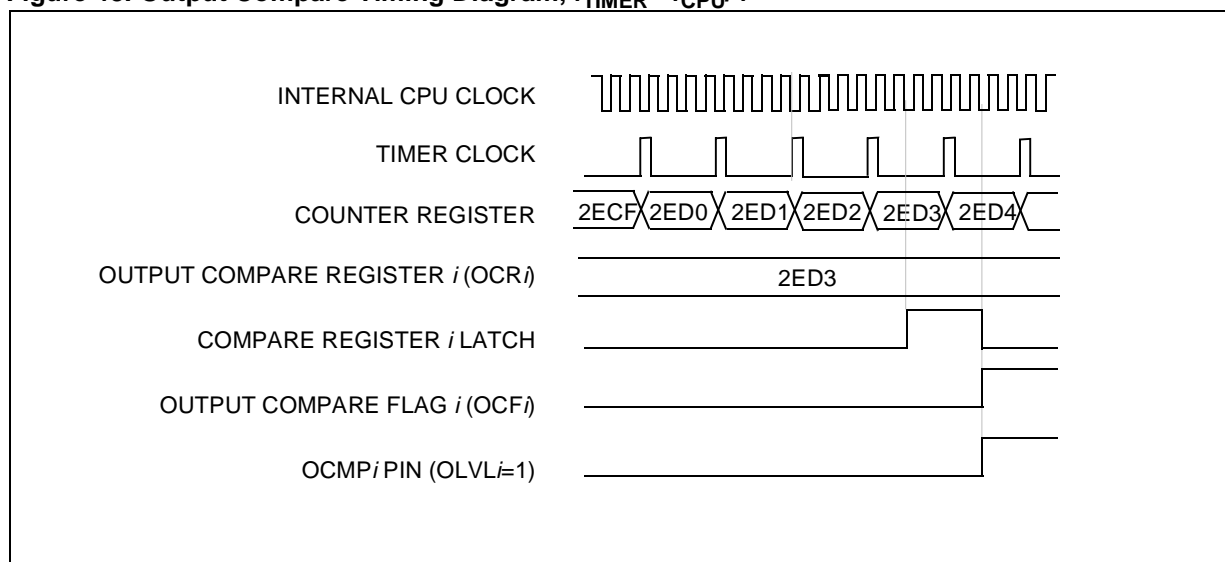 INTERNAL CPU CLOCK
TIMER CLOCK
COUNTER REGISTER 2ECF 2ED0 2ED1 2ED2 2ED3 2ED4
OUTPUT COMPARE REGISTER i (OCRi) 2ED3
COMPARE REGISTER i LATCH
OUTPUT COMPARE FLAG i (OCFi)
OCMPi PIN (OLVLi=1)